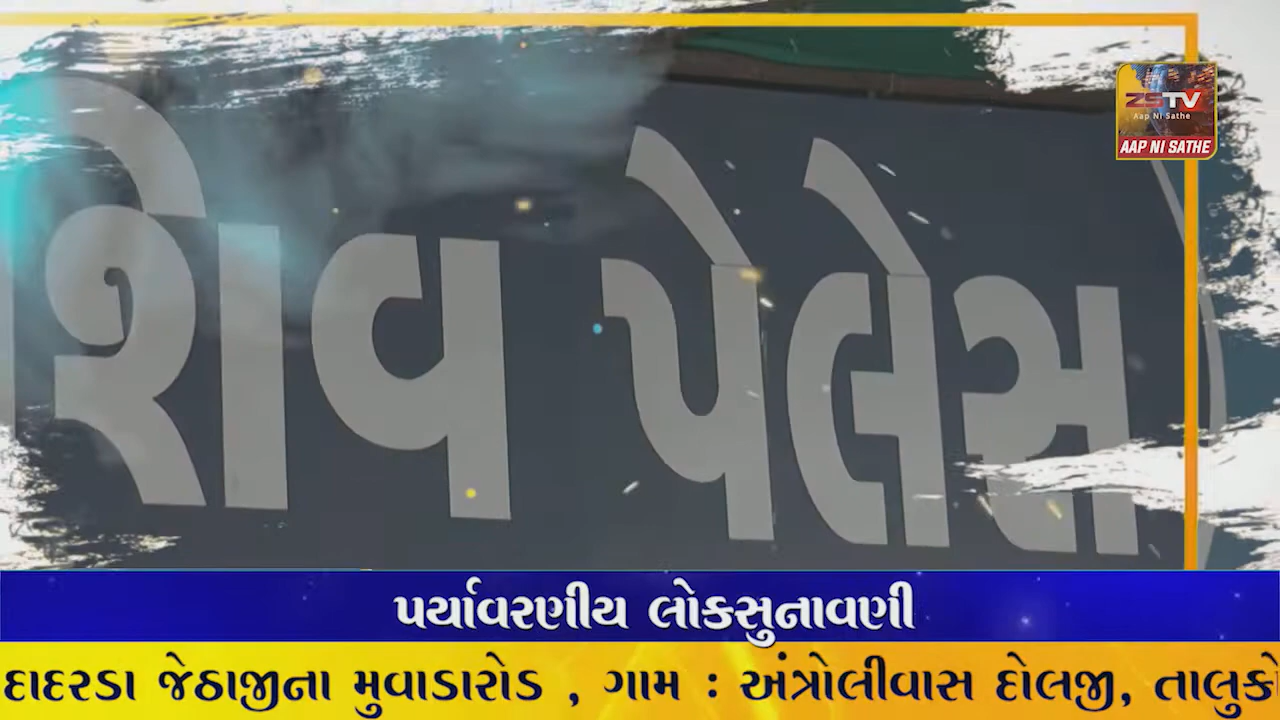 ZSTV
Aap Ni Sathe
AAP NI SATHE
શિવ પેલેસ
પર્યાવરણીય લોકસુનાવણી
દાદરડા જેઠાજીના મુવાડારોડ , ગામ : અંત્રોલીવાસ દોલજી, તાલુકો